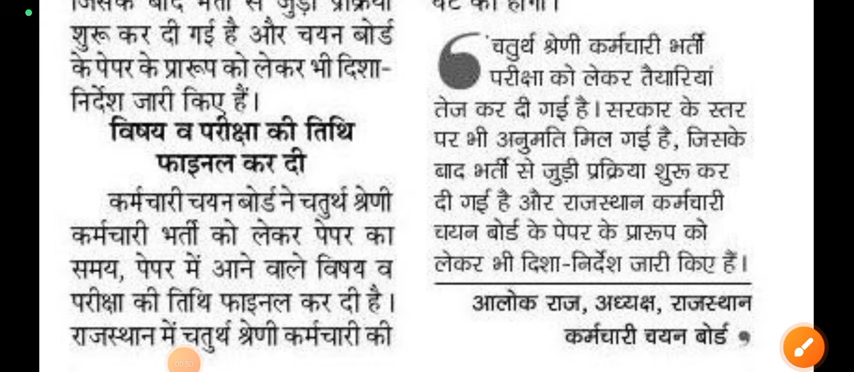 शुरू कर दी गई है और चयन बोर्ड
के पेपर के प्रारूप को लेकर भी दिशा-
निर्देश जारी किए हैं।
विषय व परीक्षा की तिथि
फाइनल कर दी
कर्मचारी चयन बोर्ड ने चतुर्थ श्रेणी
कर्मचारी भर्ती को लेकर पेपर का
समय, पेपर में आने वाले विषय व
परीक्षा की तिथि फाइनल कर दी है।
राजस्थान में चतुर्थ श्रेणी कर्मचारी की
चतुर्थ श्रेणी कर्मचारी भर्ती
परीक्षा को लेकर तैयारियां
तेज कर दी गई है। सरकार के स्तर
पर भी अनुमति मिल गई है, जिसके
बाद भर्ती से जुड़ी प्रक्रिया शुरू कर
दी गई है और राजस्थान कर्मचारी
चयन बोर्ड के पेपर के प्रारूप को
लेकर भी दिशा-निर्देश जारी किए हैं।
आलोक राज, अध्यक्ष, राजस्थान
कर्मचारी चयन बोर्ड